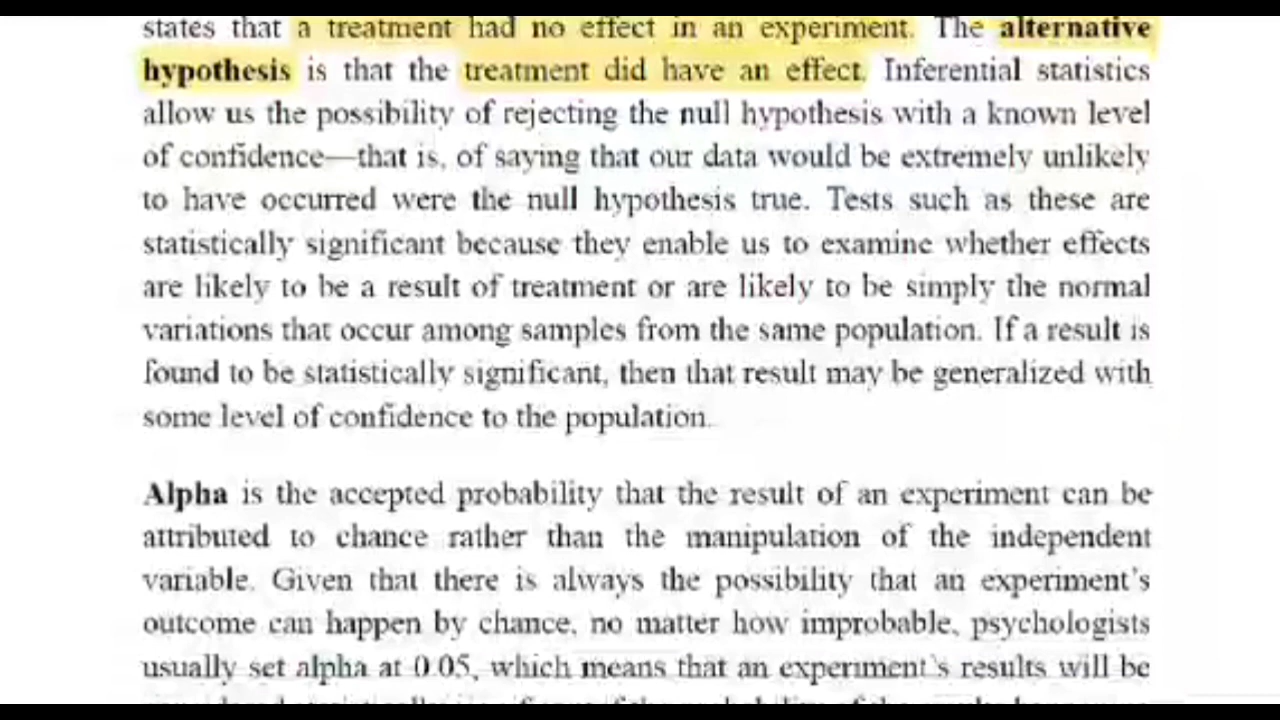 states that a treatment had no effect in an experiment. The alternative
hypothesis is that the treatment did have an effect. Inferential statistics
allow us the possibility of rejecting the null hypothesis with a known level
of confidence—that is, of saying that our data would be extremely unlikely
to have occurred were the null hypothesis true. Tests such as these are
statistically significant because they enable us to examine whether effects
are likely to be a result of treatment or are likely to be simply the normal
variations that occur among samples from the same population. If a result is
found to be statistically significant, then that result may be generalized with
some level of confidence to the population.
Alpha is the accepted probability that the result of an experiment can be
attributed to chance rather than the manipulation of the independent
variable. Given that there is always the possibility that an experiment's
outcome can happen by chance, no matter how improbable, psychologists
usually set alpha at 0.05, which means that an experiment's results will be